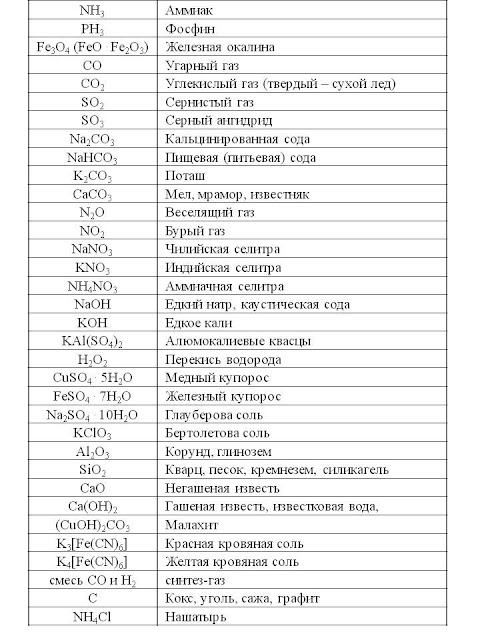 NH₃ Аммиак
PH₃ Фосфин
Fe₃O₄ (FeO · Fe₂O₃) Железная окалина
CO Угарный газ
CO₂ Углекислый газ (твердый – сухой лед)
SO₂ Сернистый газ
SO₃ Серный ангидрид
Na₂CO₃ Кальцинированная сода
NaHCO₃ Пищевая (питьевая) сода
K₂CO₃ Поташ
CaCO₃ Мел, мрамор, известняк
N₂O Веселящий газ
NO₂ Бурый газ
NaNO₃ Чилийская селитра
KNO₃ Индийская селитра
NH₄NO₃ Аммиачная селитра
NaOH Едкий натр, каустическая сода
KOH Едкое кали
KAl(SO₄)₂ Алюмокалиевые квасцы
H₂O₂ Перекись водорода
CuSO₄ · 5H₂O Медный купорос
FeSO₄ · 7H₂O Железный купорос
Na₂SO₄ · 10H₂O Глауберова соль
KClO₃ Бертолетова соль
Al₂O₃ Корунд, глинозем
SiO₂ Кварц, песок, кремнезем, силикагель
CaO Негашеная известь
Ca(OH)₂ Гашеная известь, известковая вода,
(CuOH)₂CO₃ Малахит
K₃[Fe(CN)₆] Красная кровяная соль
K₄[Fe(CN)₆] Желтая кровяная соль
смесь CO и H₂ синтез-газ
C Кокс, уголь, сажа, графит
NH₄Cl Нашатырь